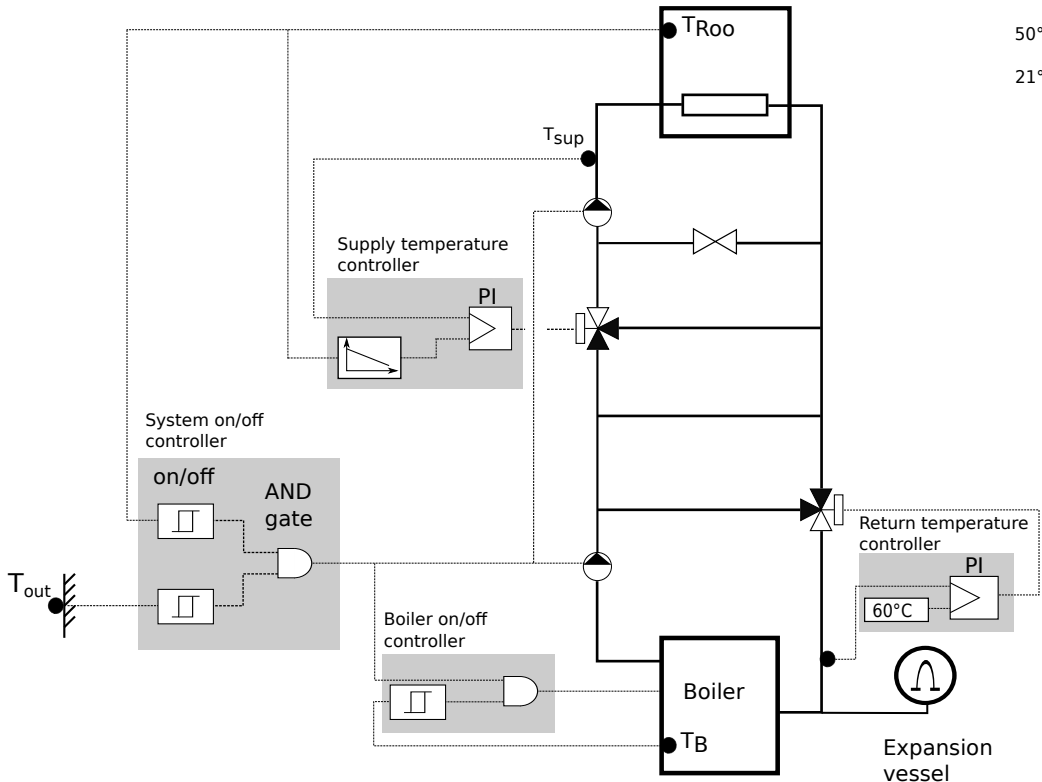 TRoo
50°
21°
Tsup
Supply temperature
controller
PI
System on/off
controller
on/off
AND
gate
Return temperature
controller
PI
60°C
Tout
Boiler on/off
controller
Boiler
TB
Expansion
vessel